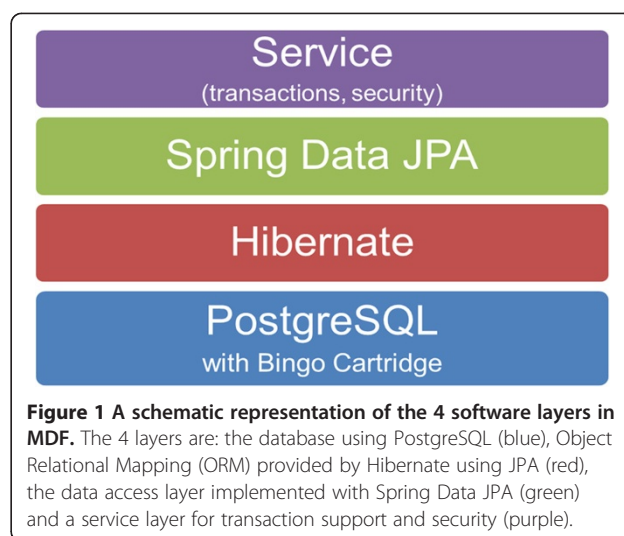 Service
(transactions, security)
Spring Data JPA
Hibernate
PostgreSQL
with Bingo Cartridge
Figure 1 A schematic representation of the 4 software layers in
MDF. The 4 layers are: the database using PostgreSQL (blue), Object
Relational Mapping (ORM) provided by Hibernate using JPA (red),
the data access layer implemented with Spring Data JPA (green)
and a service layer for transaction support and security (purple).